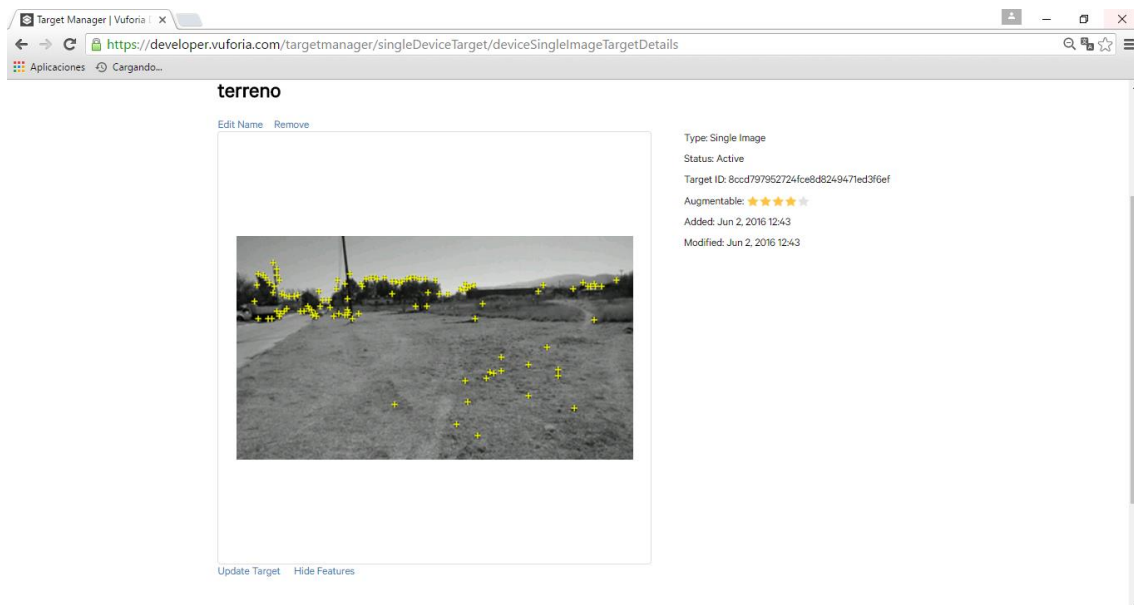 Target Manager | Vuforia
https://developer.vuforia.com/targetmanager/singleDeviceTarget/deviceSingleImageTargetDetails
Aplicaciones Cargando...
terreno
Edit Name Remove
Type: Single Image
Status: Active
Target ID: 8ccd797952724fce8d8249471ed3f6ef
Augmentable:
Added: Jun 2, 2016 12:43
Modified: Jun 2, 2016 12:43
Update Target Hide Features